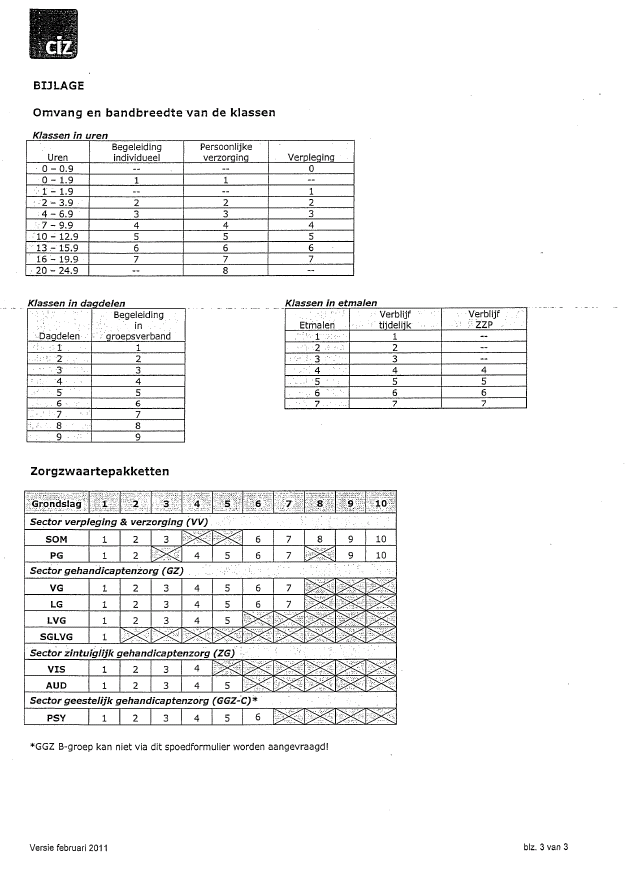 ciz
BIJLAGE
Omvang en bandbreedte van de klassen
Klassen in uren
Uren Begeleiding individueel Persoonlijke verzorging Verpleging
0 – 0.9 -- -- 0
0 – 1.9 1 1 --
1 – 1.9 -- -- 1
2 – 3.9 2 2 2
4 – 6.9 3 3 3
7 – 9.9 4 4 4
10 – 12.9 5 5 5
13 – 15.9 6 6 6
16 – 19.9 7 7 7
20 – 24.9 -- 8 --
Klassen in dagdelen
Dagdelen Begeleiding in groepsverband
1 1
2 2
3 3
4 4
5 5
6 6
7 7
8 8
9 9
Klassen in etmalen
Etmalen Verblijf tijdelijk Verblijf ZZP
1 1 --
2 2 --
3 3 --
4 4 4
5 5 5
6 6 6
7 7 7
Zorgzwaartepakketten
Grondslag 1 2 3 4 5 6 7 8 9 10
Sector verpleging & verzorging (VV)
SOM 1 2 3 6 7 8 9 10
PG 1 2 4 5 6 7 9 10
Sector gehandicaptenzorg (GZ)
VG 1 2 3 4 5 6 7
LG 1 2 3 4 5 6 7
LVG 1 2 3 4 5
SGLVG 1
Sector zintuiglijk gehandicaptenzorg (ZG)
VIS 1 2 3 4
AUD 1 2 3 4 5
Sector geestelijk gehandicaptenzorg (GGZ-C)*
PSY 1 2 3 4 5 6
*GGZ B-groep kan niet via dit spoedformulier worden aangevraagd!
Versie februari 2011
blz. 3 van 3